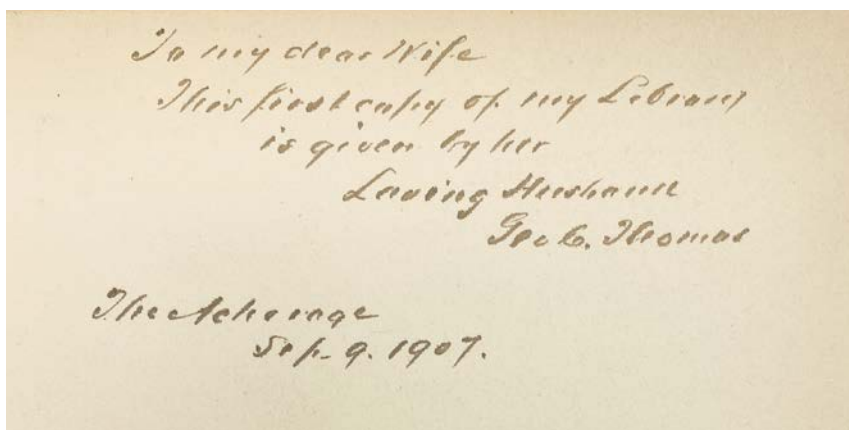 To my dear Wife
This first copy of my Library
is given by her
Loving Husband
Geo C. Thomas
The
Sep. 9. 1907.